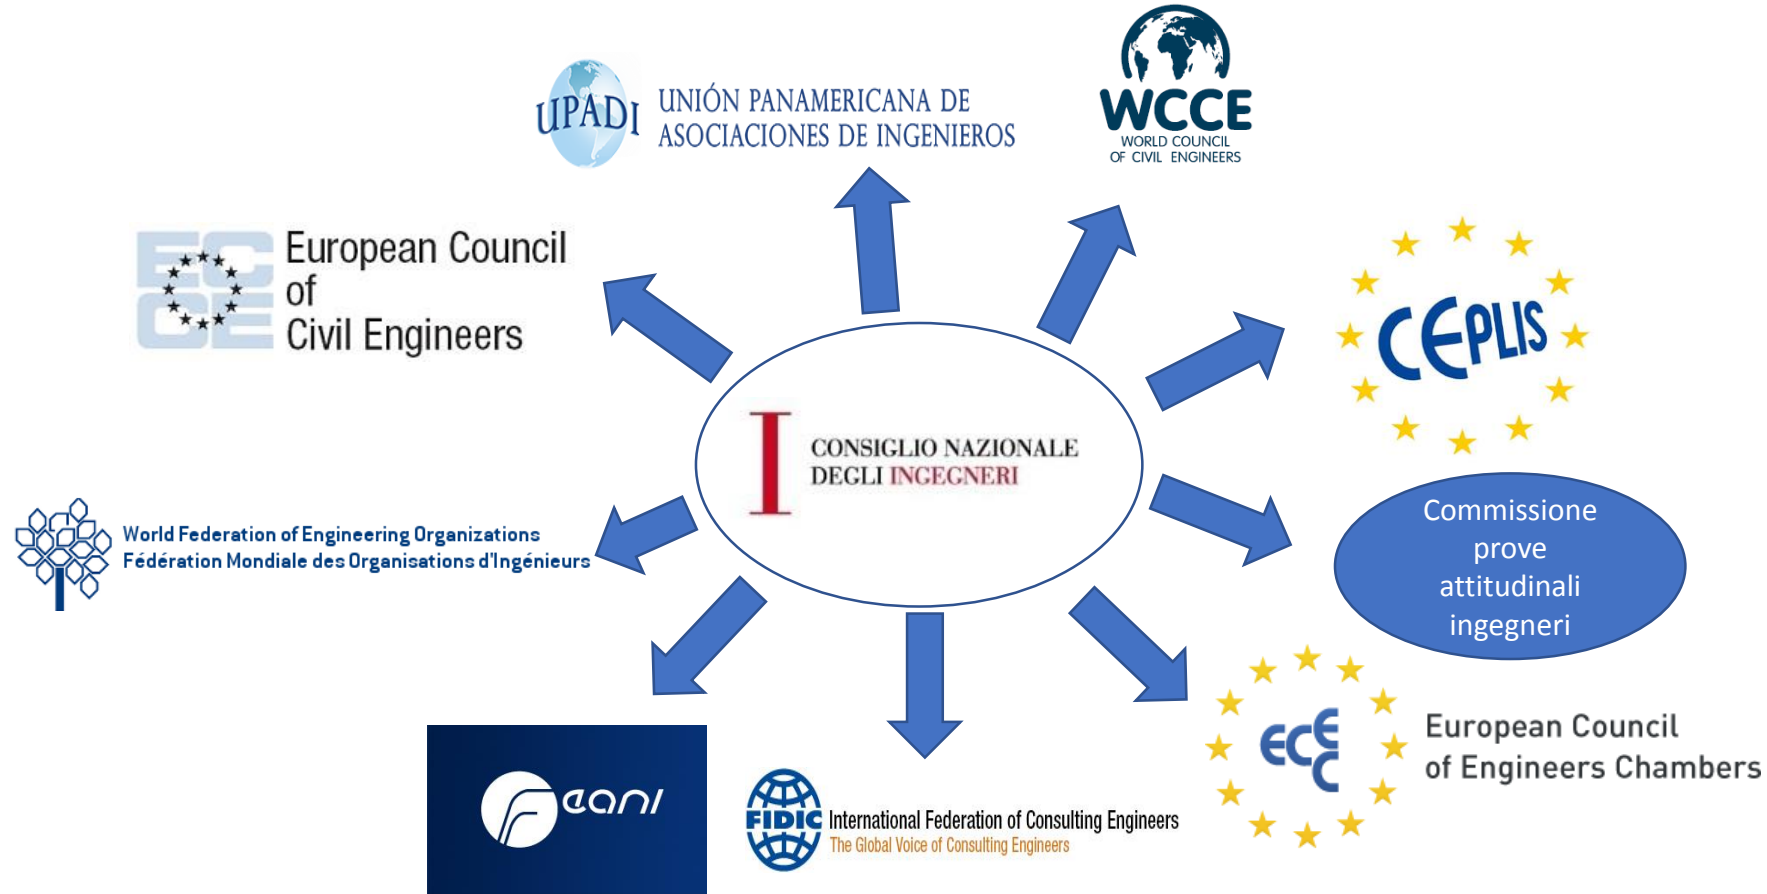 UPADI
UNIÓN PANAMERICANA DE
ASOCIACIONES DE INGENIEROS
WCCE
WORLD COUNCIL
OF CIVIL ENGINEERS
EC
CE
European Council
of
Civil Engineers
CEPLIS
I
CONSIGLIO NAZIONALE
DEGLI INGEGNERI
World Federation of Engineering Organizations
Fédération Mondiale des Organisations d'Ingénieurs
Commissione
prove
attitudinali
ingegneri
Feani
FIDIC
International Federation of Consulting Engineers
The Global Voice of Consulting Engineers
ECEC
European Council
of Engineers Chambers